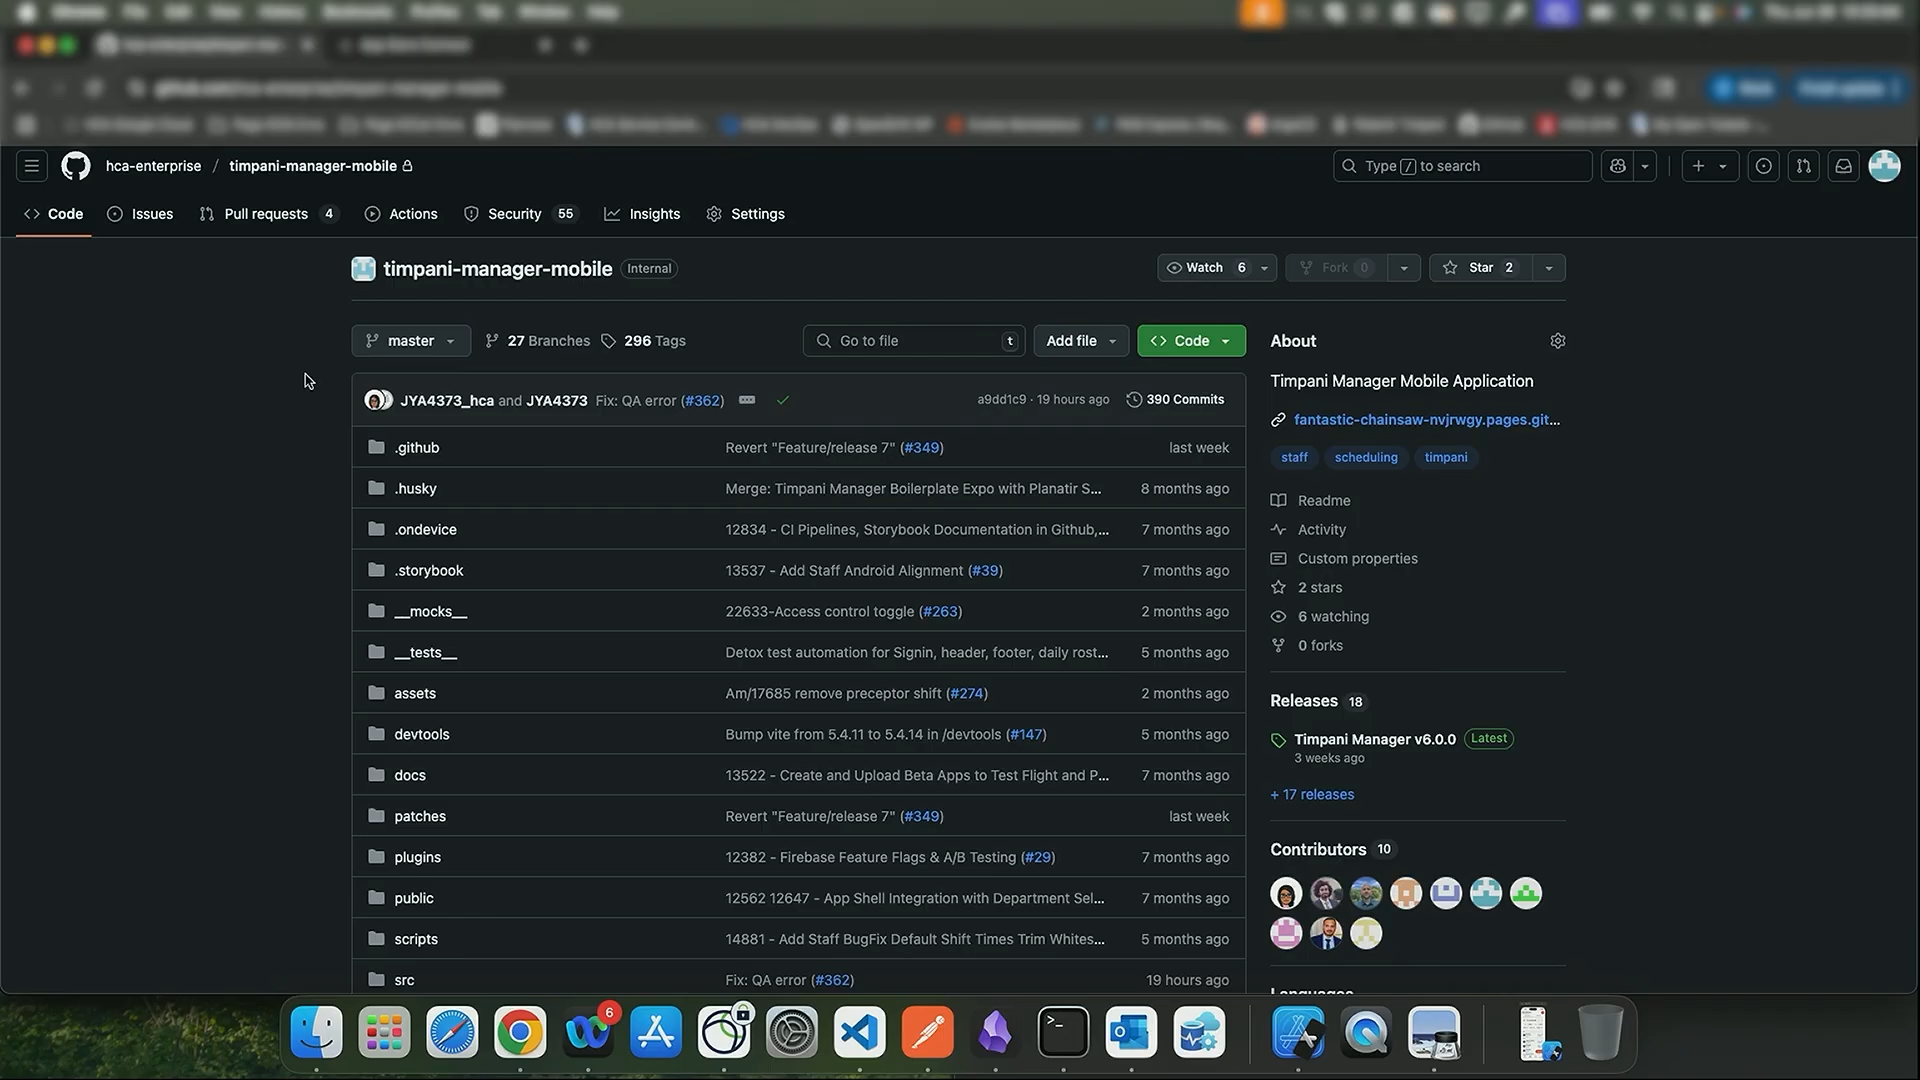 hca-enterprise / timpani-manager-mobile
Type / to search
Code
Issues
Pull requests 4
Actions
Security 55
Insights
Settings
timpani-manager-mobile Internal
Watch 6
Fork 0
Star 2
master
27 Branches
296 Tags
Go to file t
Add file
Code
JYA4373_hca and JYA4373 Fix: QA error (#362)
a9dd1c9 · 19 hours ago
390 Commits
.github Revert "Feature/release 7" (#349) last week
.husky Merge: Timpani Manager Boilerplate Expo with Planatir S... 8 months ago
.ondevice 12834 - CI Pipelines, Storybook Documentation in Github,... 7 months ago
.storybook 13537 - Add Staff Android Alignment (#39) 7 months ago
__mocks__ 22633-Access control toggle (#263) 2 months ago
__tests__ Detox test automation for Signin, header, footer, daily rost... 5 months ago
assets Am/17685 remove preceptor shift (#274) 2 months ago
devtools Bump vite from 5.4.11 to 5.4.14 in /devtools (#147) 5 months ago
docs 13522 - Create and Upload Beta Apps to Test Flight and P... 7 months ago
patches Revert "Feature/release 7" (#349) last week
plugins 12382 - Firebase Feature Flags & A/B Testing (#29) 7 months ago
public 12562 12647 - App Shell Integration with Department Sel... 7 months ago
scripts 14881 - Add Staff BugFix Default Shift Times Trim Whites... 5 months ago
src Fix: QA error (#362) 19 hours ago
About
Timpani Manager Mobile Application
fantastic-chainsaw-nvjrwgy.pages.git...
staff scheduling timpani
Readme
Activity
Custom properties
2 stars
6 watching
0 forks
Releases 18
Timpani Manager v6.0.0 Latest
3 weeks ago
+ 17 releases
Contributors 10
Languages
6